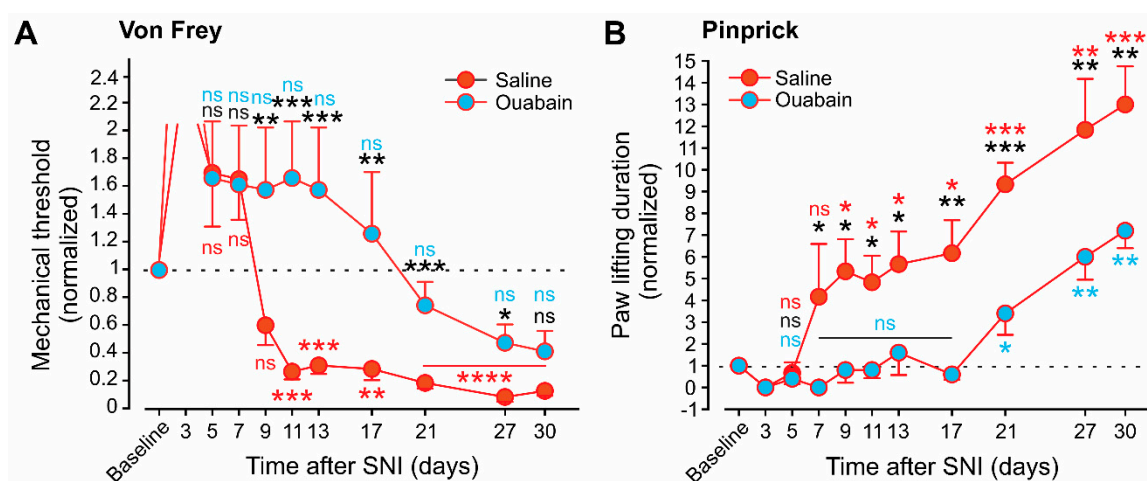 A Von Frey
Mechanical threshold
(normalized)
2.4
2.2
1.8
1.6
1.4
1.2
1
0.8
0.6
0.4
0.2
0
Saline
Ouabain
ns
ns
ns
ns
ns
ns
ns
ns
**
ns
ns
***
***
ns
***
***
ns
**
**
ns
***
****
ns
*
ns
ns
Baseline
3
5
7
9
11
13
17
21
27
30
Time after SNI (days)
B Pinprick
Paw lifting duration
(normalized)
15
14
13
12
11
10
9
8
7
6
5
4
3
2
1
0
-1
Saline
Ouabain
ns
ns
ns
ns
*
*
*
*
*
*
*
*
**
ns
***
***
*
**
**
**
***
**
**
Baseline
3
5
7
9
11
13
17
21
27
30
Time after SNI (days)